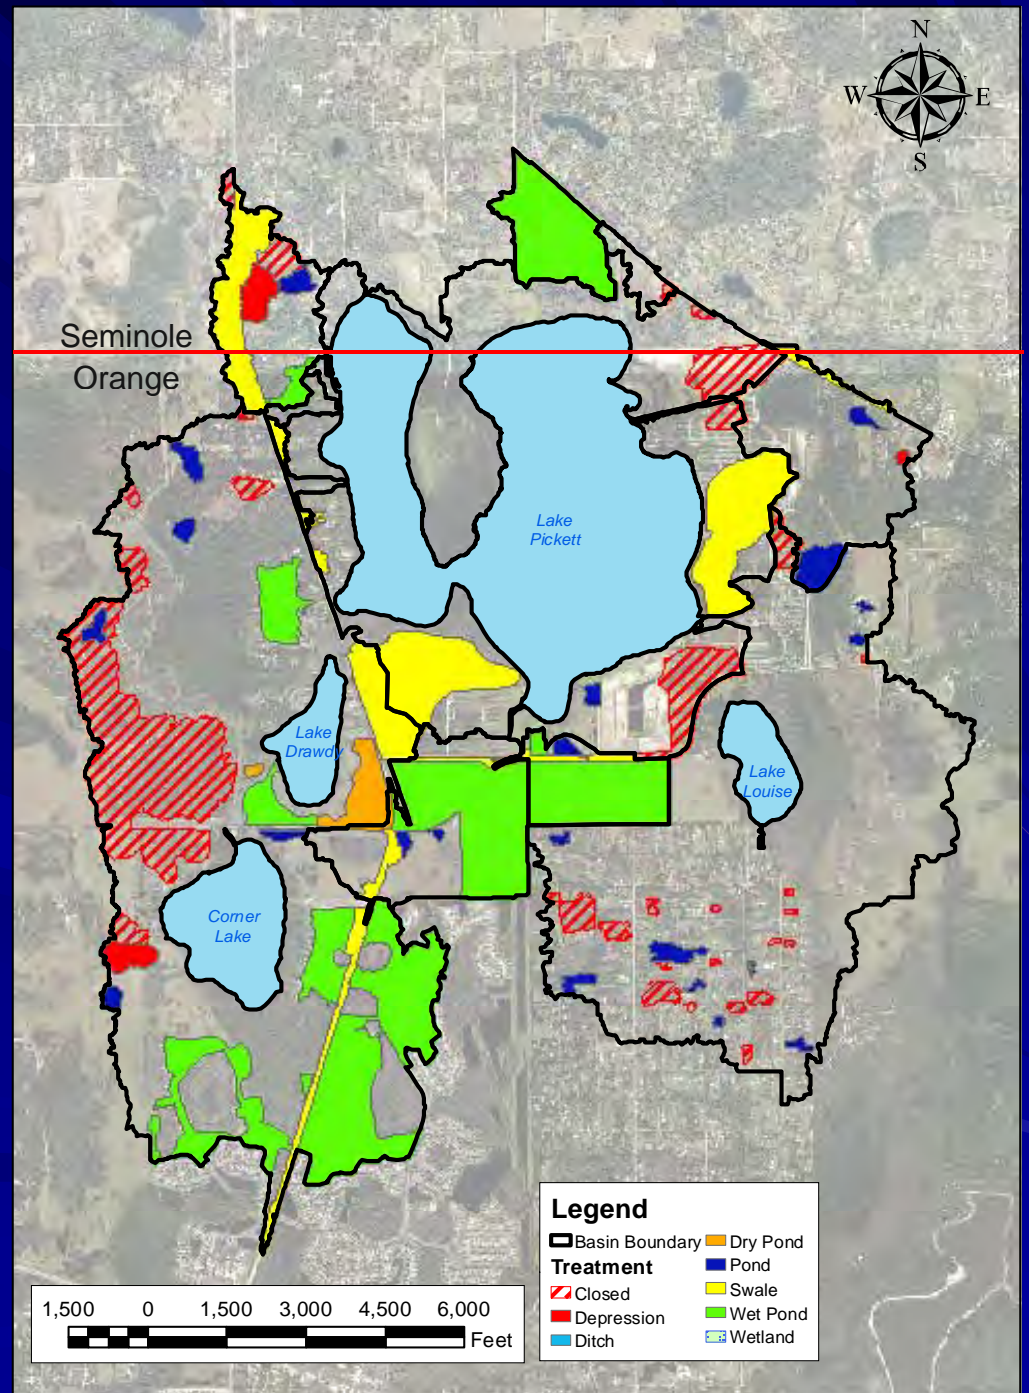 N
W E
S
Seminole
Orange
Lake
Pickett
Lake
Drawdy
Lake
Louise
Corner
Lake
Legend
Basin Boundary
Treatment
Closed
Depression
Ditch
Dry Pond
Pond
Swale
Wet Pond
Wetland
1,500 0 1,500 3,000 4,500 6,000
Feet